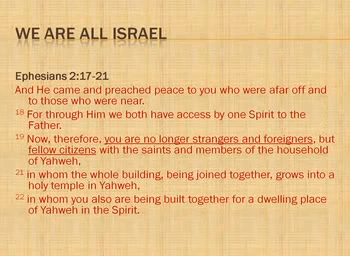 WE ARE ALL ISRAEL
Ephesians 2:17-21
And He came and preached peace to you who were afar off and
to those who were near.
18 For through Him we both have access by one Spirit to the
Father.
19 Now, therefore, you are no longer strangers and foreigners, but
fellow citizens with the saints and members of the household
of Yahweh,
21 in whom the whole building, being joined together, grows into a
holy temple in Yahweh,
22 in whom you also are being built together for a dwelling place
of Yahweh in the Spirit.